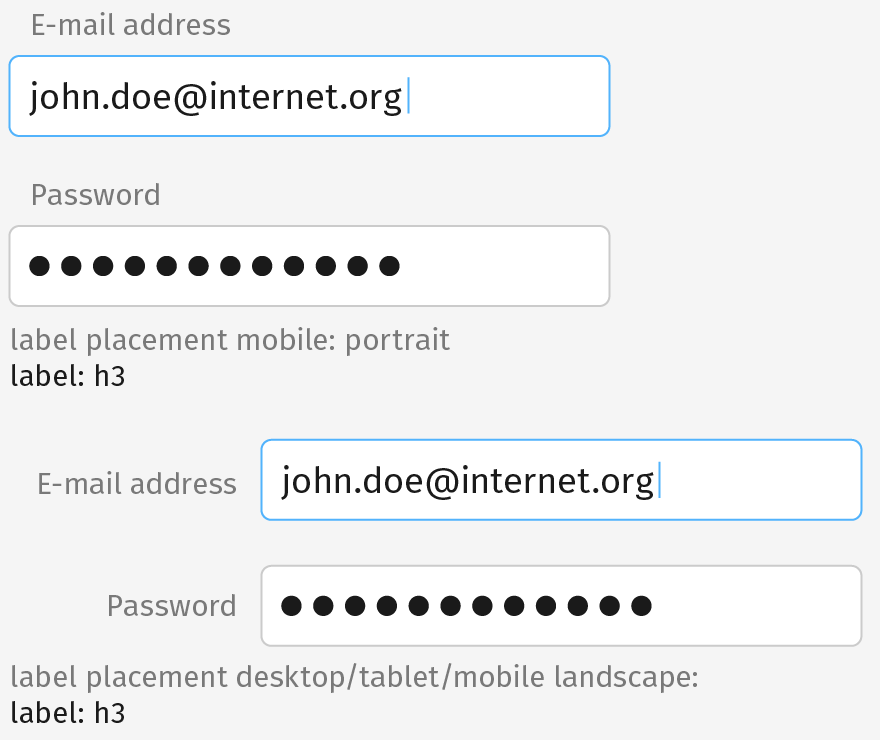 E-mail address
john.doe@internet.org
Password
●●●●●●●●●●●●
label placement mobile: portrait
label: h3
E-mail address
john.doe@internet.org
Password
●●●●●●●●●●●●
label placement desktop/tablet/mobile landscape:
label: h3